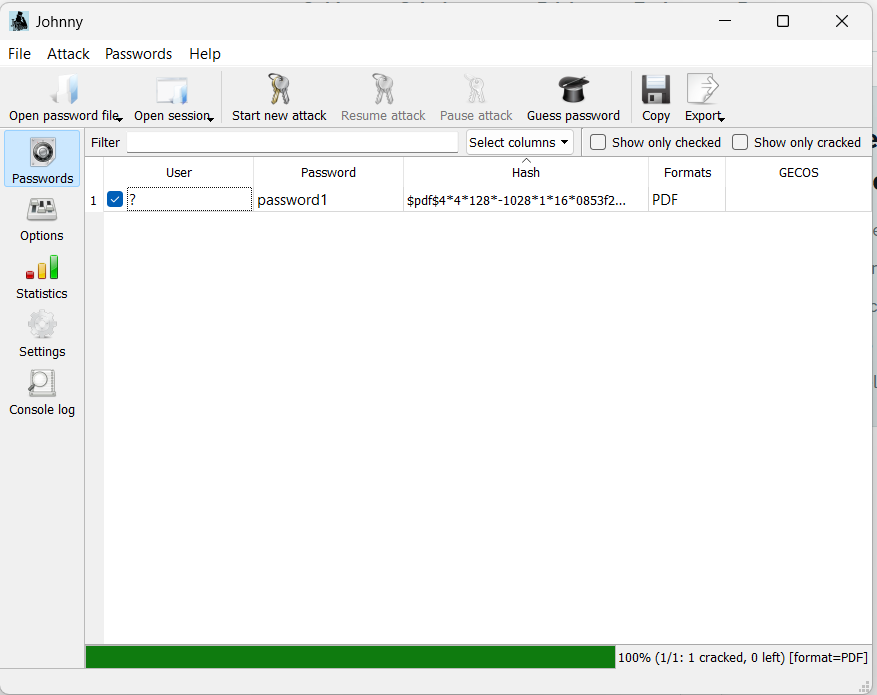 Johnny
File Attack Passwords Help
Open password file Open session Start new attack Resume attack Pause attack Guess password Copy Export
Filter Select columns Show only checked Show only cracked
Passwords
User Password Hash Formats GECOS
1 ? password1 $pdf$4*4*128*-1028*1*16*0853f2... PDF
Options
Statistics
Settings
Console log
100% (1/1: 1 cracked, 0 left) [format=PDF]